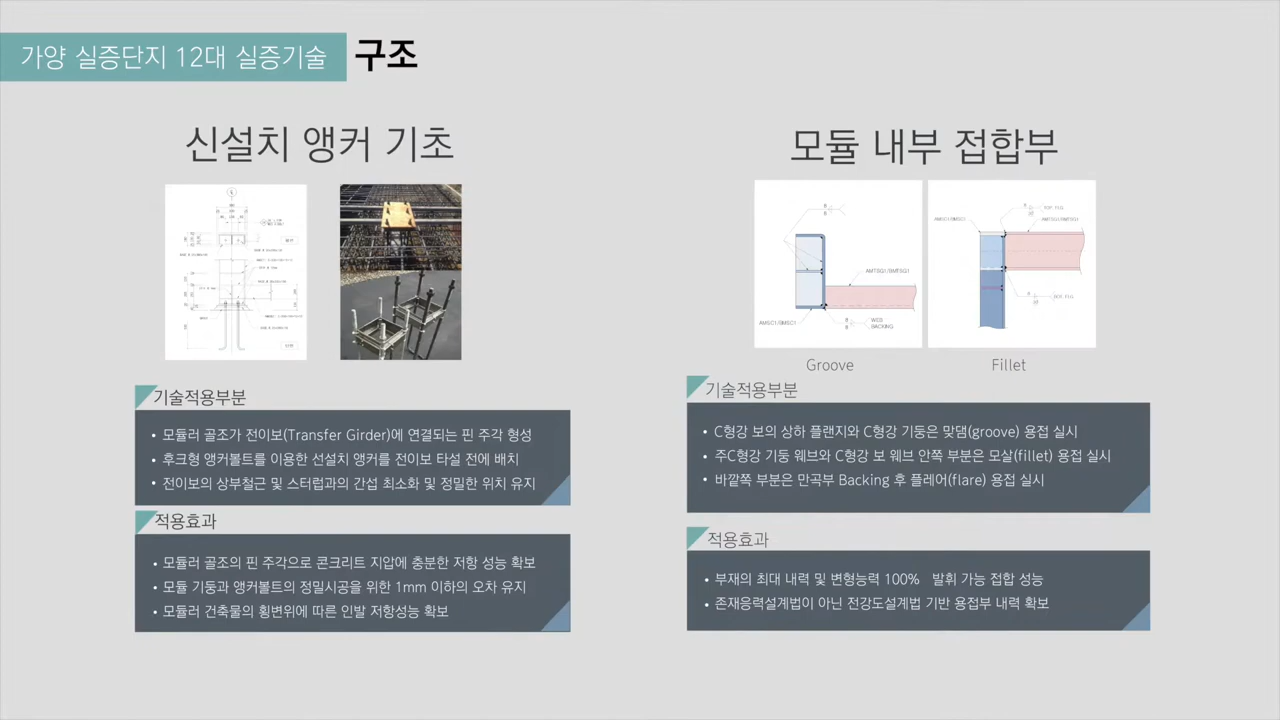 가양 실증단지 12대 실증기술 구조
신설치 앵커 기초
기술적용부분
• 모듈러 골조가 전이보(Transfer Girder)에 연결되는 핀 주각 형성
• 후크형 앵커볼트를 이용한 선설치 앵커를 전이보 타설 전에 배치
• 전이보의 상부철근 및 스터럽과의 간섭 최소화 및 정밀한 위치 유지
적용효과
• 모듈러 골조의 핀 주각으로 콘크리트 지압에 충분한 저항 성능 확보
• 모듈 기둥과 앵커볼트의 정밀시공을 위한 1mm 이하의 오차 유지
• 모듈러 건축물의 횡변위에 따른 인발 저항성능 확보
모듈 내부 접합부
AMTSG1/BMTSG1
AMSC1/BMSC1
WEB
BACKING
Groove
AMSC1/BMSC1
TOP FLG.
AMTSG1/BMTSG1
BOT FLG.
Fillet
기술적용부분
• C형강 보의 상하 플랜지와 C형강 기둥은 맞댐(groove) 용접 실시
• 주C형강 기둥 웨브와 C형강 보 웨브 안쪽 부분은 모살(fillet) 용접 실시
• 바깥쪽 부분은 만곡부 Backing 후 플레어(flare) 용접 실시
적용효과
• 부재의 최대 내력 및 변형능력 100% 발휘 가능 접합 성능
• 존재응력설계법이 아닌 전강도설계법 기반 용접부 내력 확보